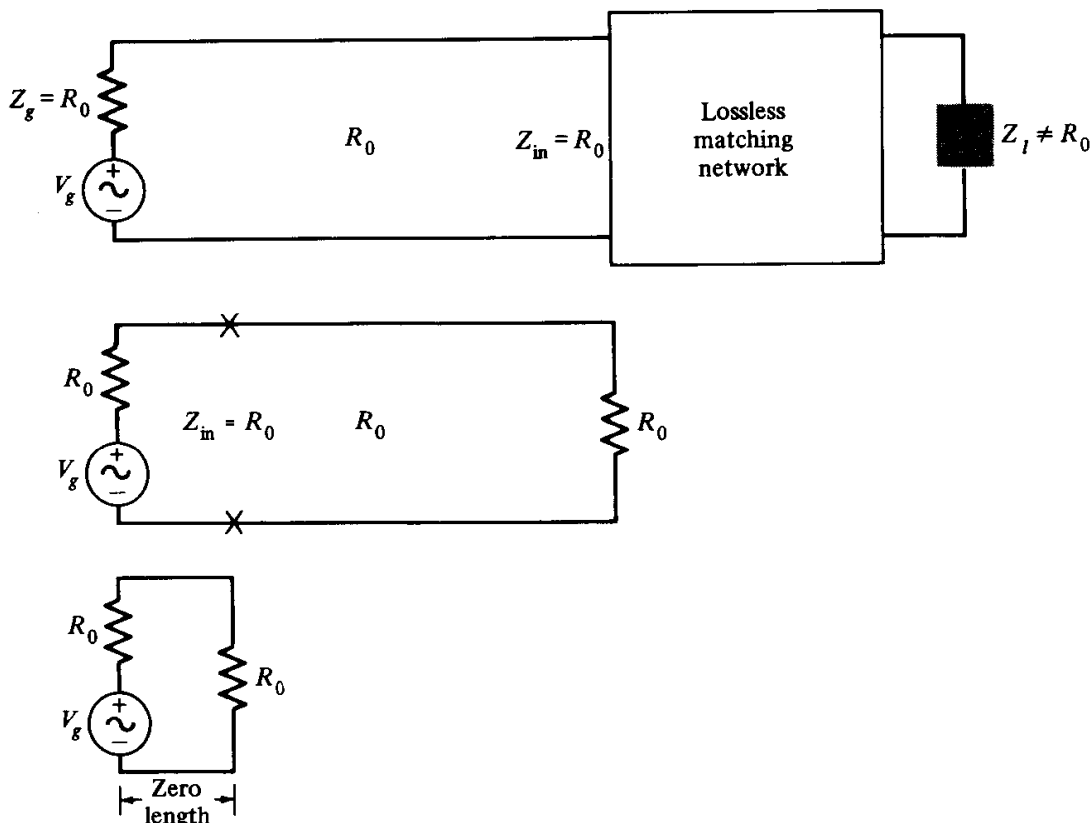 Z_g = R_0
R_0
Z_in = R_0
Lossless
matching
network
Z_l ≠ R_0
V_g
+
−
R_0
Z_in = R_0
R_0
R_0
V_g
+
−
R_0
R_0
V_g
+
−
Zero
length